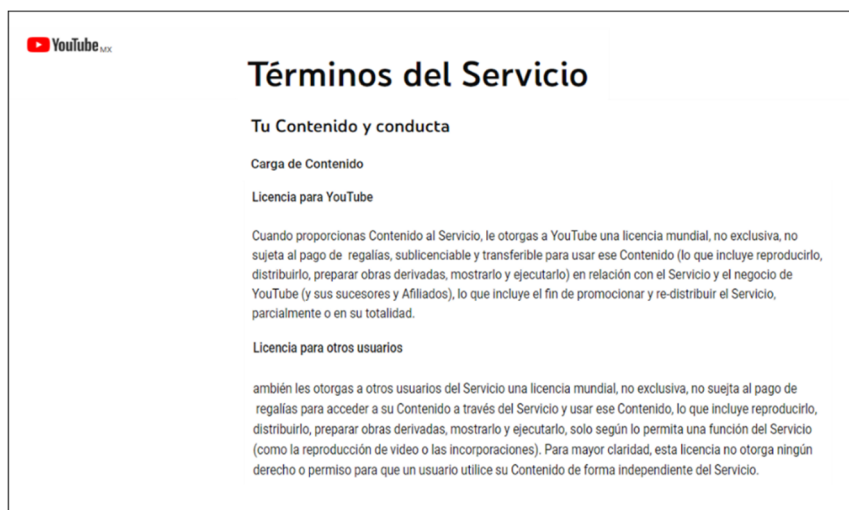 YouTube MX
Términos del Servicio
Tu Contenido y conducta
Carga de Contenido
Licencia para YouTube
Cuando proporcionas Contenido al Servicio, le otorgas a YouTube una licencia mundial, no exclusiva, no
sujeta al pago de regalías, sublicenciable y transferible para usar ese Contenido (lo que incluye reproducirlo,
distribuirlo, preparar obras derivadas, mostrarlo y ejecutarlo) en relación con el Servicio y el negocio de
YouTube (y sus sucesores y Afiliados), lo que incluye el fin de promocionar y re-distribuir el Servicio,
parcialmente o en su totalidad.
Licencia para otros usuarios
ambién les otorgas a otros usuarios del Servicio una licencia mundial, no exclusiva, no suejta al pago de
regalías para acceder a su Contenido a través del Servicio y usar ese Contenido, lo que incluye reproducirlo,
distribuirlo, preparar obras derivadas, mostrarlo y ejecutarlo, solo según lo permita una función del Servicio
(como la reproducción de video o las incorporaciones). Para mayor claridad, esta licencia no otorga ningún
derecho o permiso para que un usuario utilice su Contenido de forma independiente del Servicio.